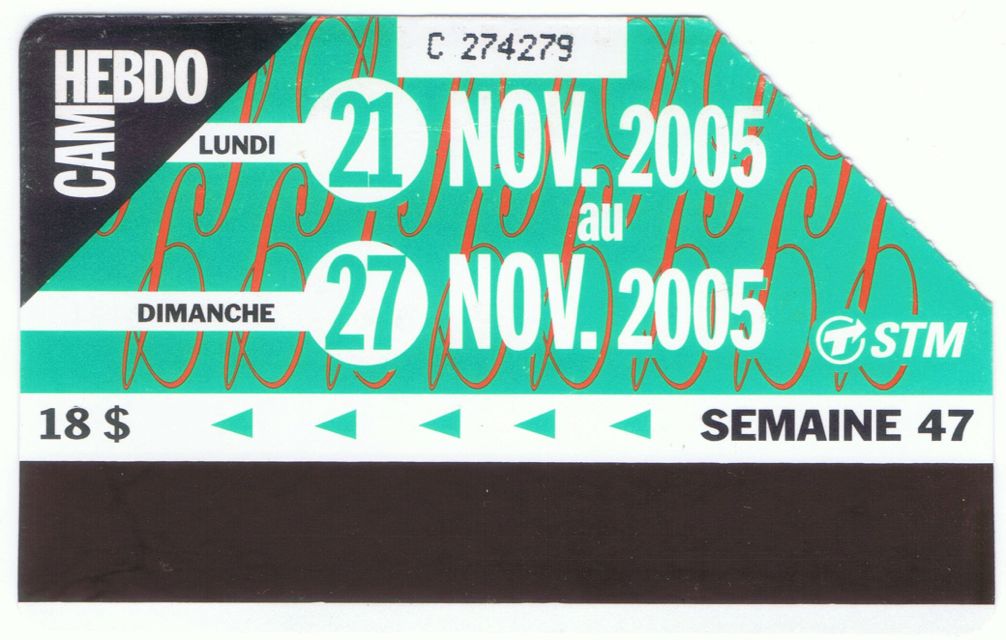 C 274279
CAM HEBDO
LUNDI 21 NOV. 2005
au
DIMANCHE 27 NOV. 2005
STM
18 $ SEMAINE 47